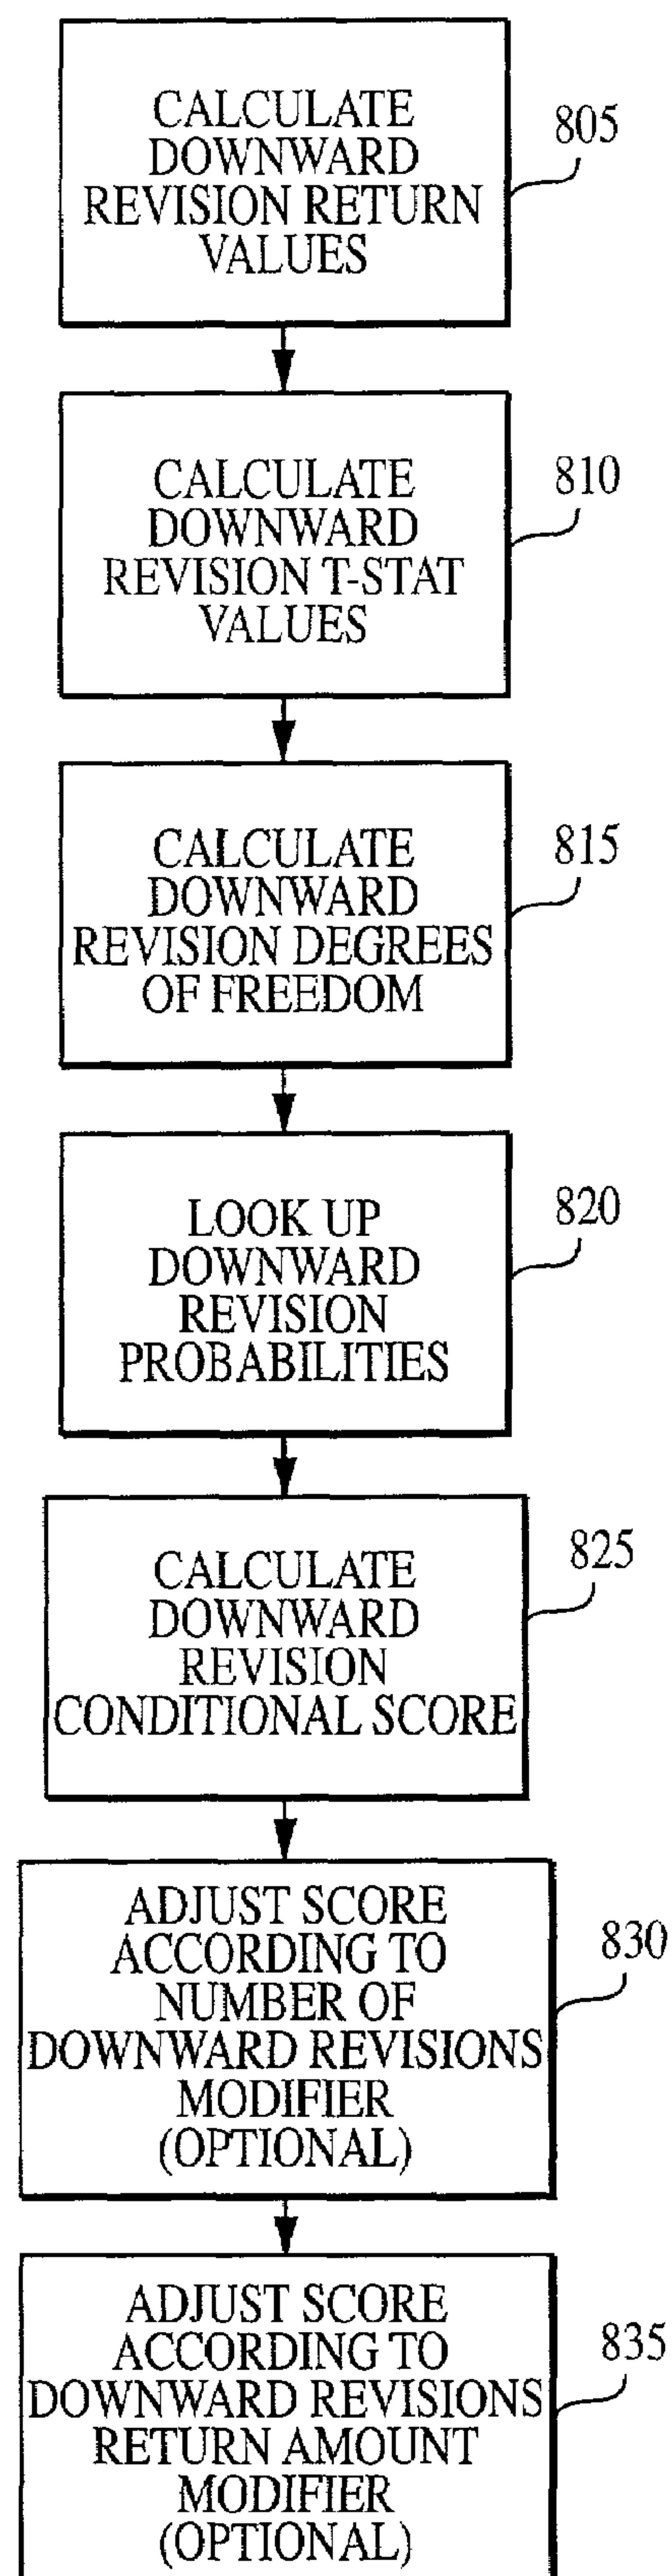 CALCULATE
DOWNWARD
REVISION RETURN
VALUES
805
CALCULATE
DOWNWARD
REVISION T-STAT
VALUES
810
CALCULATE
DOWNWARD
REVISION DEGREES
OF FREEDOM
815
LOOK UP
DOWNWARD
REVISION
PROBABILITIES
820
CALCULATE
DOWNWARD
REVISION
CONDITIONAL SCORE
825
ADJUST SCORE
ACCORDING TO
NUMBER OF
DOWNWARD REVISIONS
MODIFIER
(OPTIONAL)
830
ADJUST SCORE
ACCORDING TO
DOWNWARD REVISIONS
RETURN AMOUNT
MODIFIER
(OPTIONAL)
835